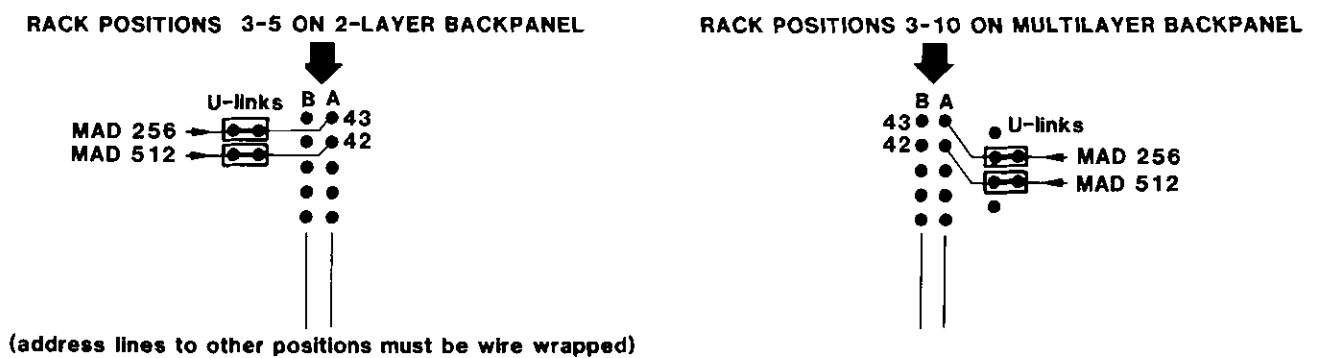 RACK POSITIONS 3-5 ON 2-LAYER BACKPANEL
U-links B A
43
MAD 256
42
MAD 512
(address lines to other positions must be wire wrapped)
RACK POSITIONS 3-10 ON MULTILAYER BACKPANEL
B A
43
U-links
42
MAD 256
MAD 512